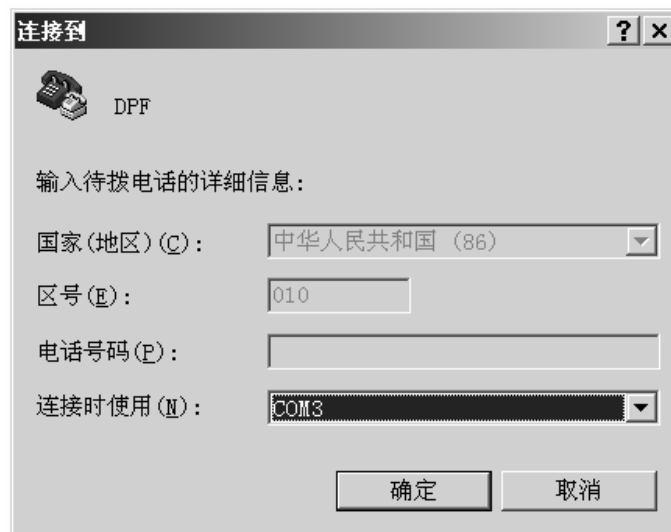 连接到
DPF
输入待拨电话的详细信息:
国家(地区)(C): 中华人民共和国 (86)
区号(E): 010
电话号码(P):
连接时使用(N): COM3
确定 取消